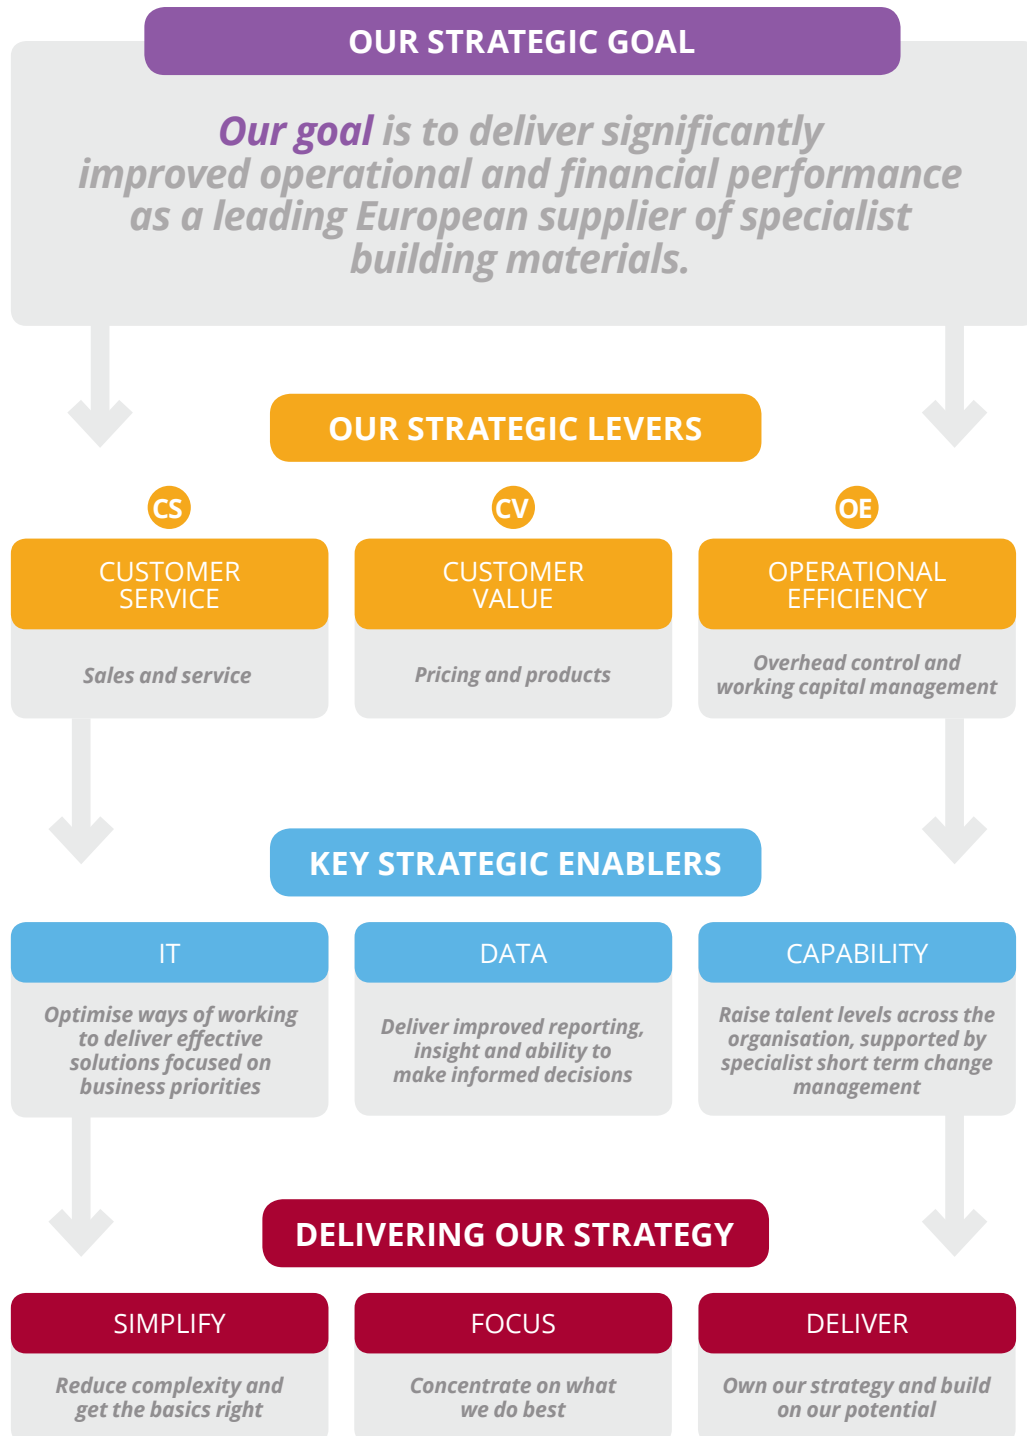 OUR STRATEGIC GOAL
Our goal is to deliver significantly
improved operational and financial performance
as a leading European supplier of specialist
building materials.
OUR STRATEGIC LEVERS
CS
CV
OE
CUSTOMER
SERVICE
CUSTOMER
VALUE
OPERATIONAL
EFFICIENCY
Sales and service
Pricing and products
Overhead control and
working capital management
KEY STRATEGIC ENABLERS
IT
DATA
CAPABILITY
Optimise ways of working
to deliver effective
solutions focused on
business priorities
Deliver improved reporting,
insight and ability to
make informed decisions
Raise talent levels across the
organisation, supported by
specialist short term change
management
DELIVERING OUR STRATEGY
SIMPLIFY
FOCUS
DELIVER
Reduce complexity and
get the basics right
Concentrate on what
we do best
Own our strategy and build
on our potential